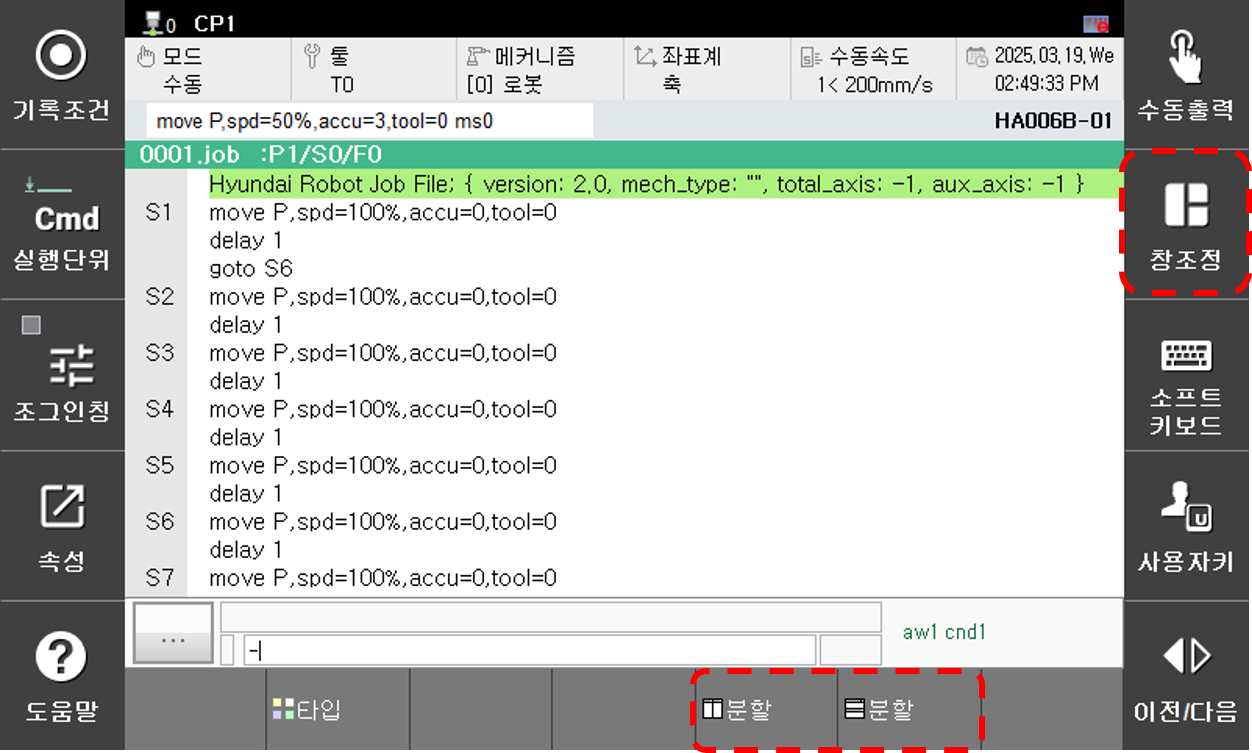 기록조건
Cmd
실행단위
조그인칭
속성
?
도움말
0 CP1
모드
수동
툴
T0
메커니즘
[0] 로봇
좌표계
축
수동속도
1< 200mm/s
2025.03.19.We
02:49:33 PM
move P,spd=50%,accu=3,tool=0 ms0
HA006B-01
0001.job :P1/S0/F0
Hyundai Robot Job File; { version: 2.0, mech_type: "", total_axis: -1, aux_axis: -1 }
S1 move P,spd=100%,accu=0,tool=0
delay 1
goto S6
S2 move P,spd=100%,accu=0,tool=0
delay 1
S3 move P,spd=100%,accu=0,tool=0
delay 1
S4 move P,spd=100%,accu=0,tool=0
delay 1
S5 move P,spd=100%,accu=0,tool=0
delay 1
S6 move P,spd=100%,accu=0,tool=0
delay 1
S7 move P,spd=100%,accu=0,tool=0
...
-
aw1 cnd1
타입
분할
분할
수동출력
창조정
소프트
키보드
U
사용자키
이전/다음